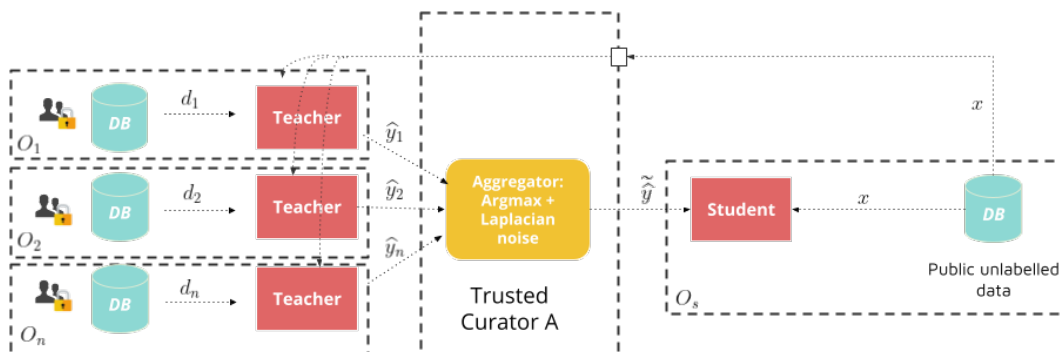 d₁
DB
Teacher
O₁
ŷ₁
x
d₂
DB
Teacher
O₂
ŷ₂
Aggregator:
Argmax +
Laplacian
noise
ỹ̂
Student
x
DB
dₙ
DB
Teacher
Oₙ
ŷₙ
Trusted
Curator A
Public unlabelled
data
Oₛ